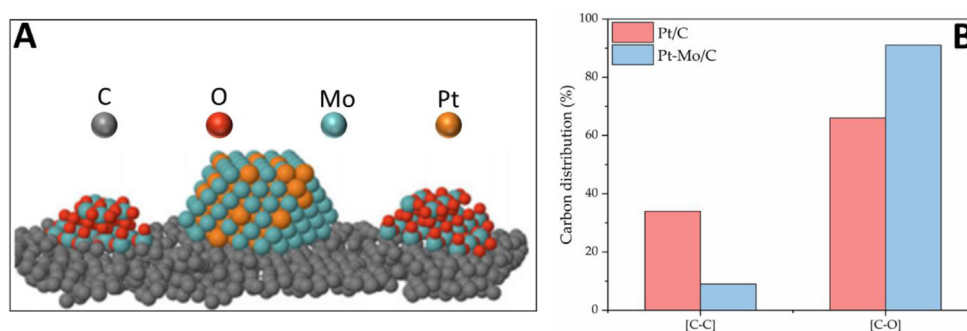 A
C O Mo Pt
B
Pt/C
Pt-Mo/C
Carbon distribution (%)
100
80
60
40
20
0
[C-C] [C-O]